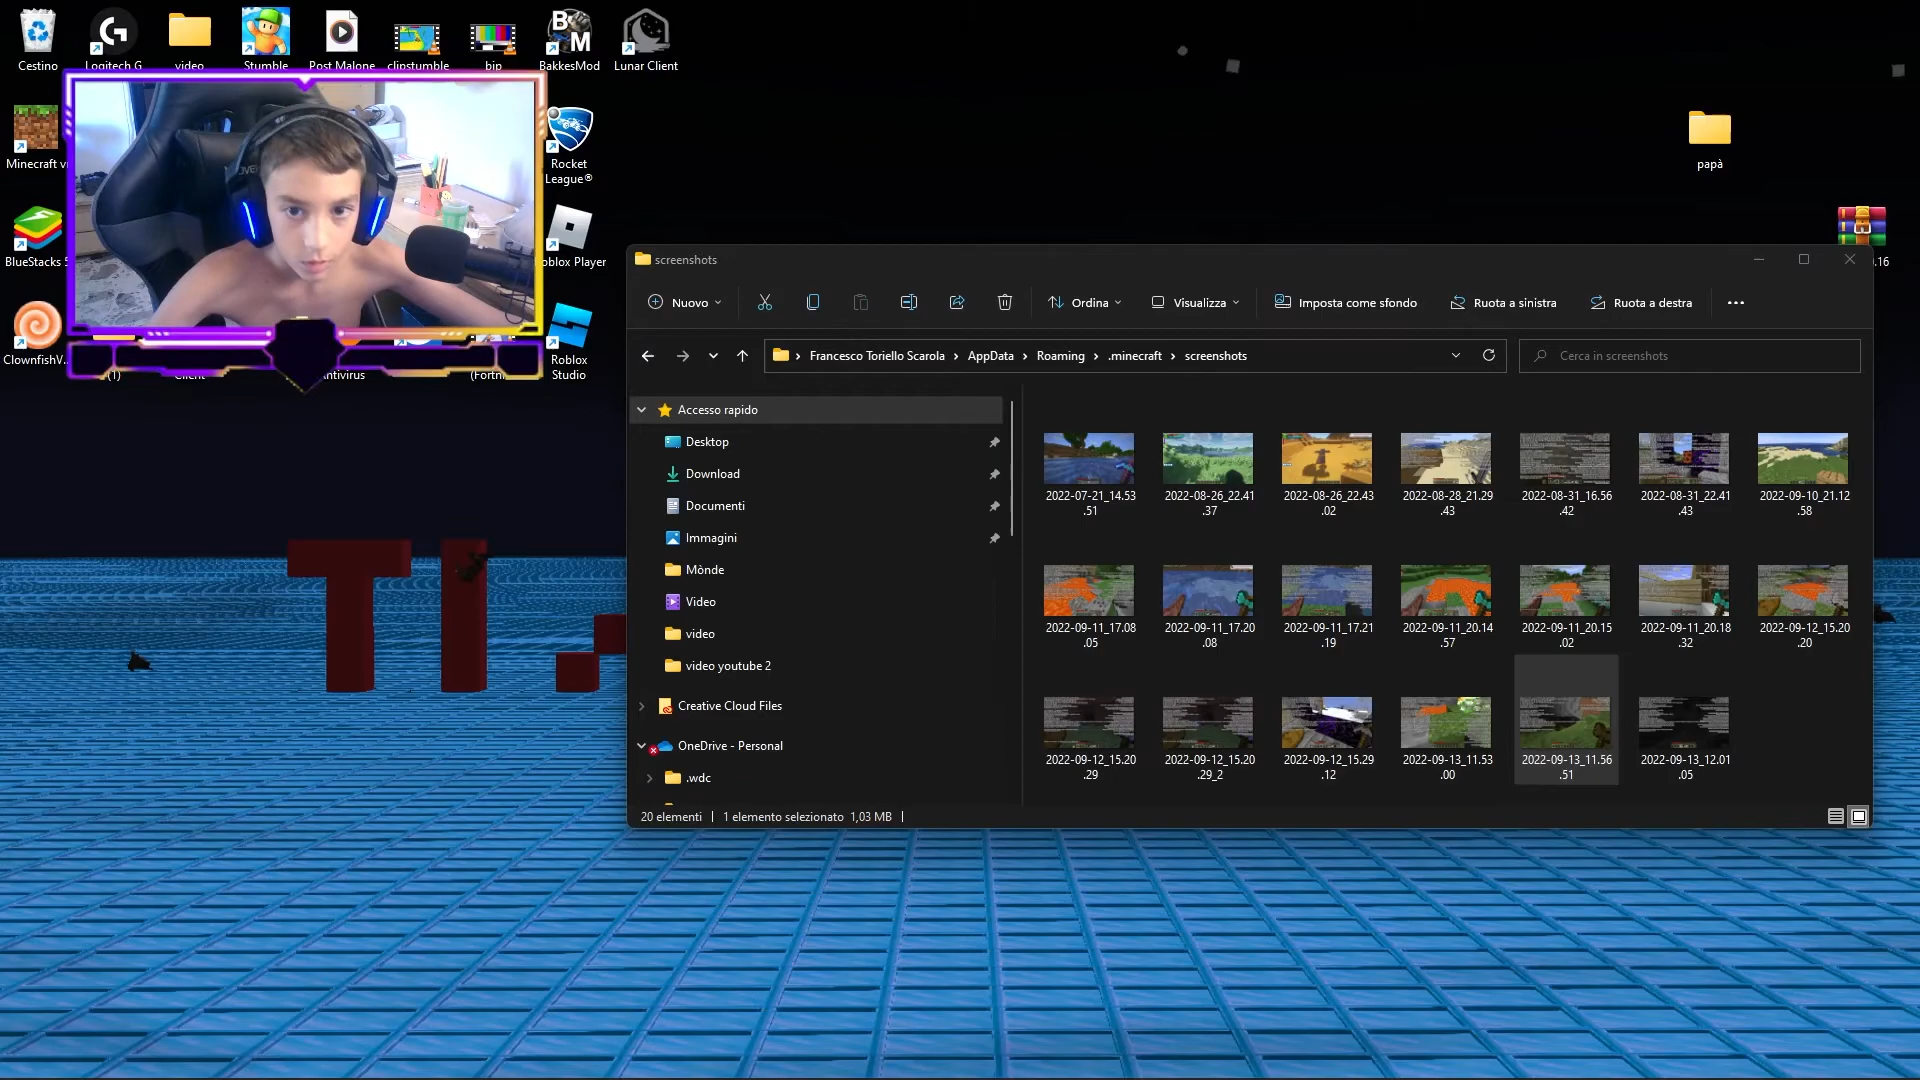 Cestino
Logitech G
video
Stumble
Post Malone
clipstumble
bip
BakkesMod
Lunar Client
Minecraft
Rocket
League®
BlueStacks
Roblox Player
ClownfishV...
Roblox
Studio
(1)
papà
.16
TI
screenshots
Nuovo
Ordina
Visualizza
Imposta come sfondo
Ruota a sinistra
Ruota a destra
Francesco Toriello Scarola > AppData > Roaming > .minecraft > screenshots
Cerca in screenshots
Accesso rapido
Desktop
Download
Documenti
Immagini
Mònde
Video
video
video youtube 2
Creative Cloud Files
OneDrive - Personal
.wdc
2022-07-21_14.53
.51
2022-08-26_22.41
.37
2022-08-26_22.43
.02
2022-08-28_21.29
.43
2022-08-31_16.56
.42
2022-08-31_22.41
.43
2022-09-10_21.12
.58
2022-09-11_17.08
.05
2022-09-11_17.20
.08
2022-09-11_17.21
.19
2022-09-11_20.14
.57
2022-09-11_20.15
.02
2022-09-11_20.18
.32
2022-09-12_15.20
.20
2022-09-12_15.20
.29
2022-09-12_15.20
.29_2
2022-09-12_15.29
.12
2022-09-13_11.53
.00
2022-09-13_11.56
.51
2022-09-13_12.01
.05
20 elementi
1 elemento selezionato 1,03 MB